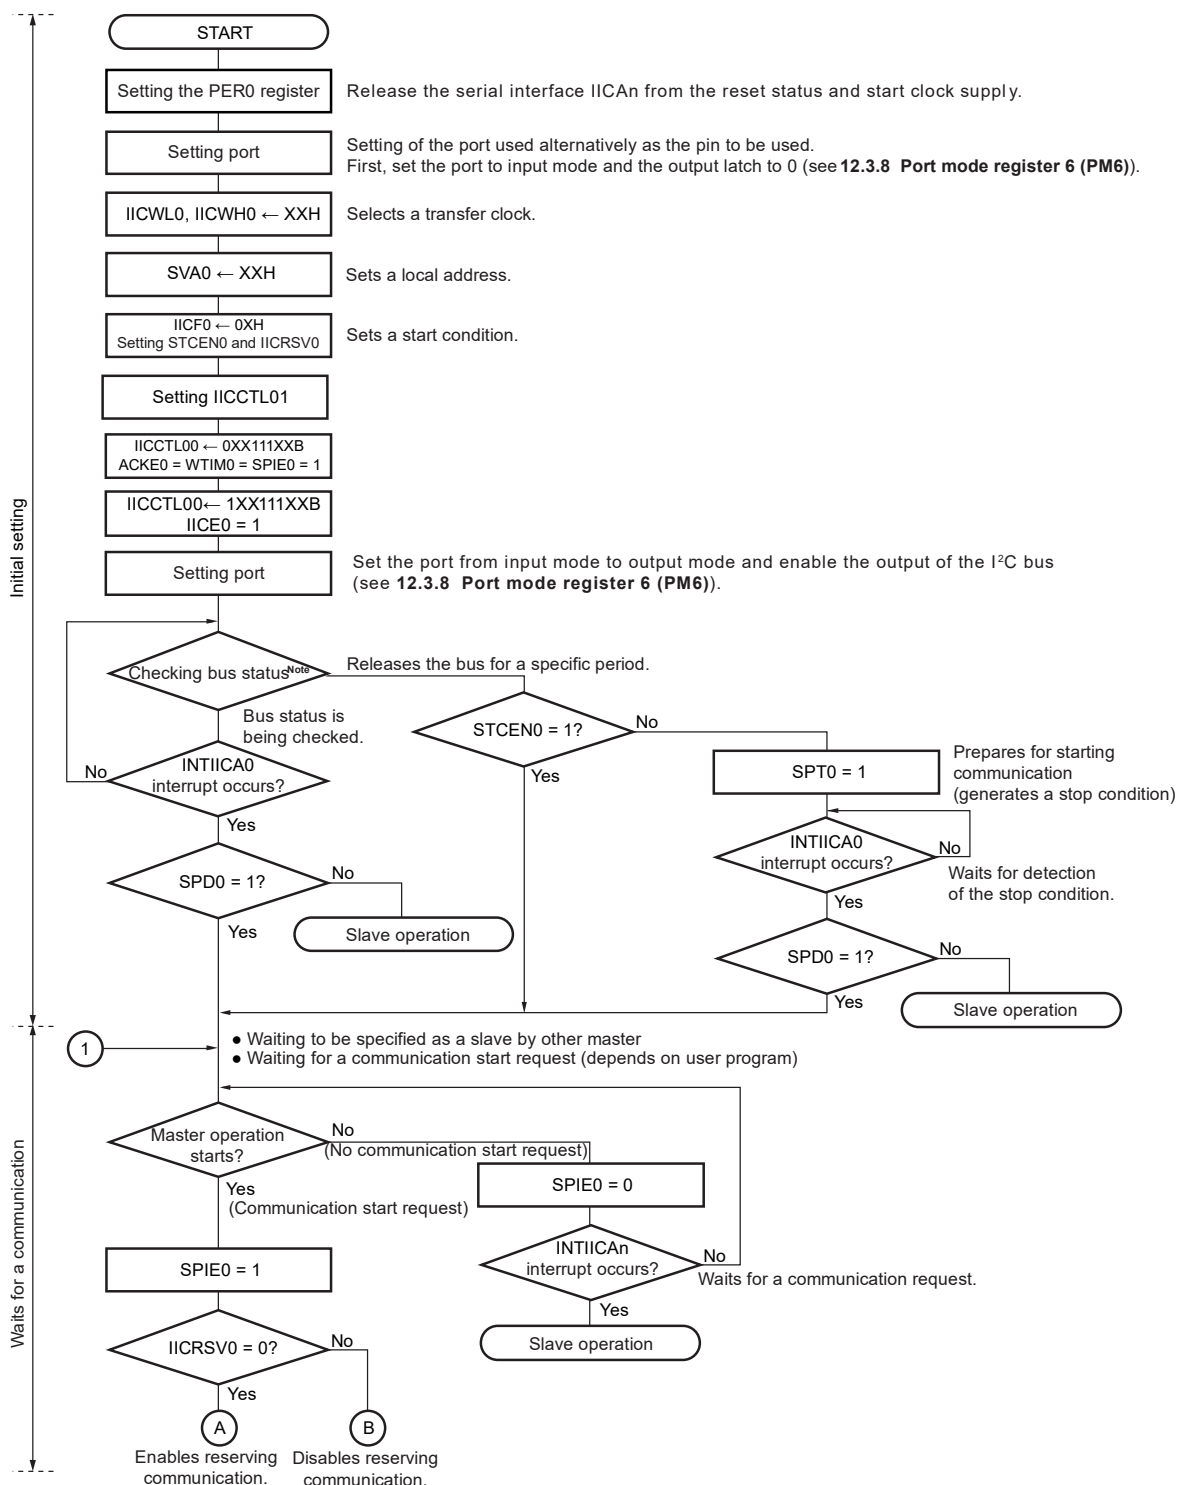 START
Setting the PER0 register
Release the serial interface IICAn from the reset status and start clock supply.
Setting port
Setting of the port used alternatively as the pin to be used.
First, set the port to input mode and the output latch to 0 (see 12.3.8 Port mode register 6 (PM6)).
IICWL0, IICWH0 ← XXH
Selects a transfer clock.
SVA0 ← XXH
Sets a local address.
IICF0 ← 0XH
Setting STCEN0 and IICRSV0
Sets a start condition.
Setting IICCTL01
IICCTL00 ← 0XX111XXB
ACKE0 = WTIM0 = SPIE0 = 1
IICCTL00← 1XX111XXB
IICE0 = 1
Setting port
Set the port from input mode to output mode and enable the output of the I²C bus
(see 12.3.8 Port mode register 6 (PM6)).
Initial setting
Checking bus status Note
Releases the bus for a specific period.
Bus status is
being checked.
STCEN0 = 1?
No
Yes
SPT0 = 1
Prepares for starting
communication
(generates a stop condition)
INTIICA0
interrupt occurs?
No
Yes
INTIICA0
interrupt occurs?
No
Waits for detection
of the stop condition.
Yes
SPD0 = 1?
No
Yes
Slave operation
SPD0 = 1?
No
Yes
Slave operation
1
● Waiting to be specified as a slave by other master
● Waiting for a communication start request (depends on user program)
Waits for a communication
Master operation
starts?
No
(No communication start request)
Yes
(Communication start request)
SPIE0 = 0
INTIICAn
interrupt occurs?
No
Waits for a communication request.
Yes
Slave operation
SPIE0 = 1
IICRSV0 = 0?
No
Yes
A
B
Enables reserving
communication.
Disables reserving
communication.